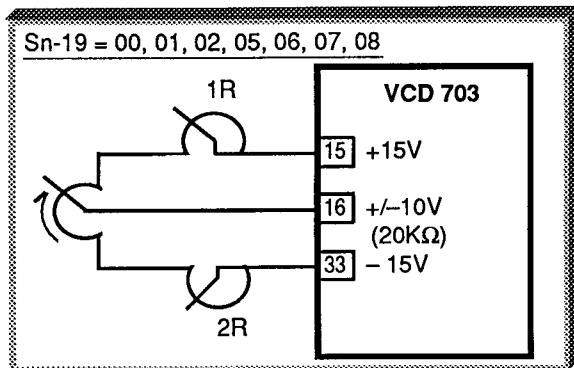 Sn-19 = 00, 01, 02, 05, 06, 07, 08
1R
VCD 703
15 +15V
16 +/–10V
(20KΩ)
33 – 15V
2R